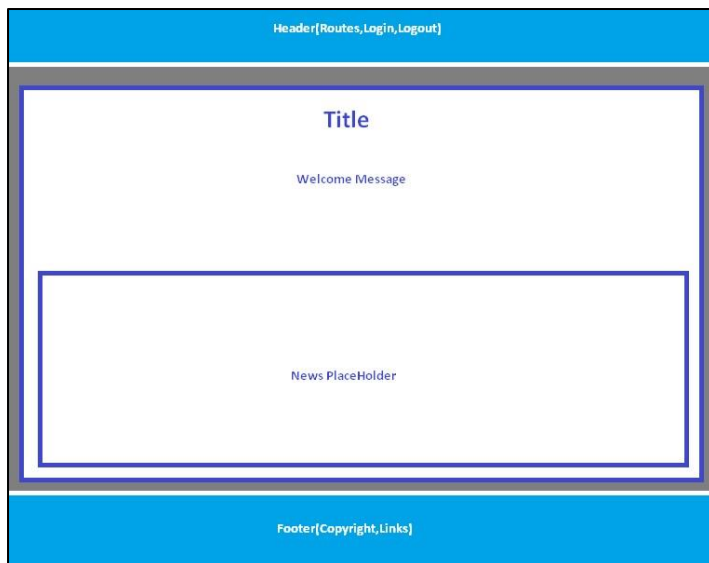 Header[Routes,Login,Logout]
Title
Welcome Message
News PlaceHolder
Footer[Copyright,Links]